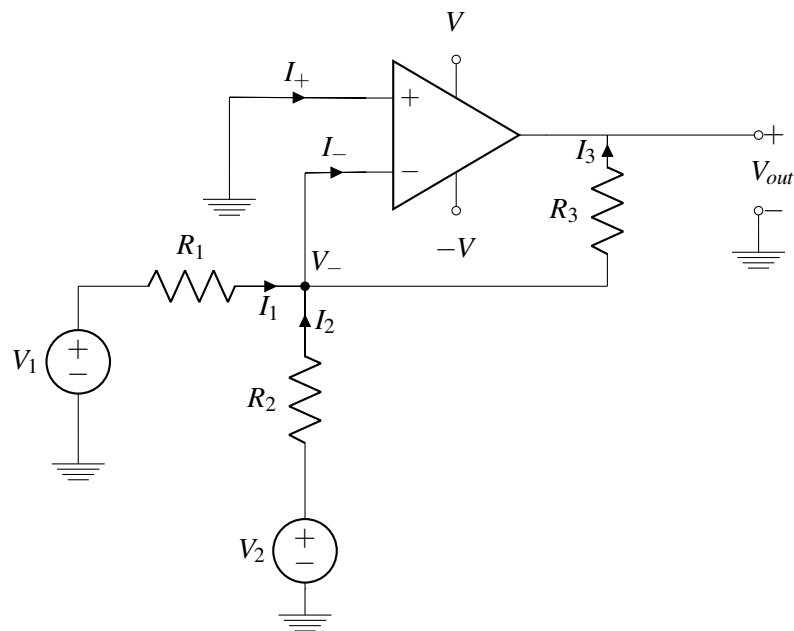 V
I+
+
I−
−
I3
+
Vout
R3
−
−V
R1
V−
I1
I2
V1
+
−
R2
V2
+
−